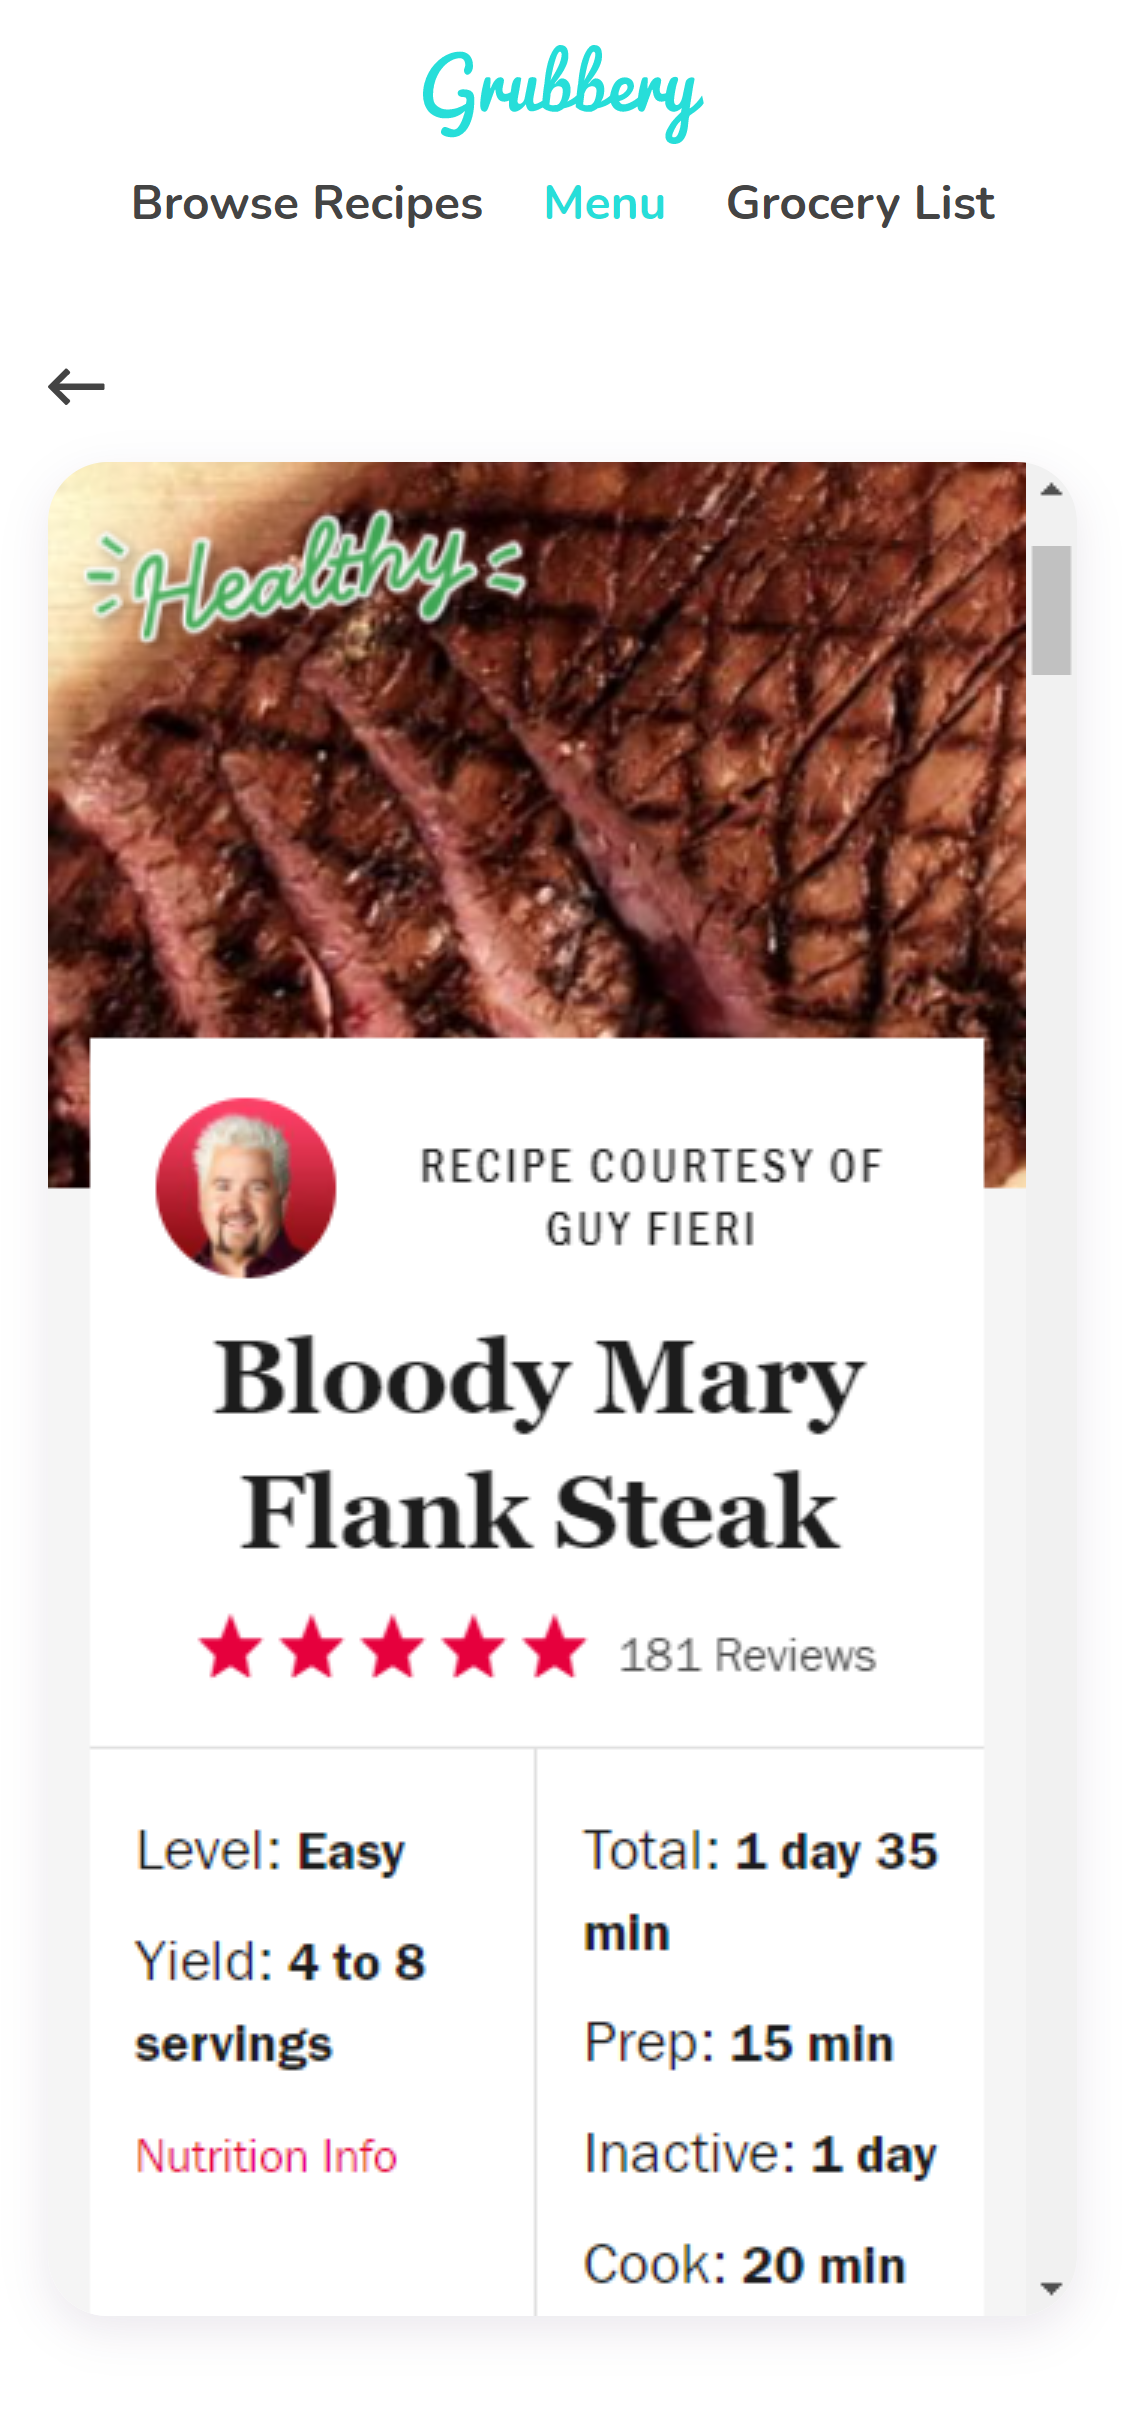 Grubbery
Browse Recipes Menu Grocery List
Healthy
RECIPE COURTESY OF
GUY FIERI
Bloody Mary
Flank Steak
181 Reviews
Level: Easy
Yield: 4 to 8
servings
Nutrition Info
Total: 1 day 35
min
Prep: 15 min
Inactive: 1 day
Cook: 20 min